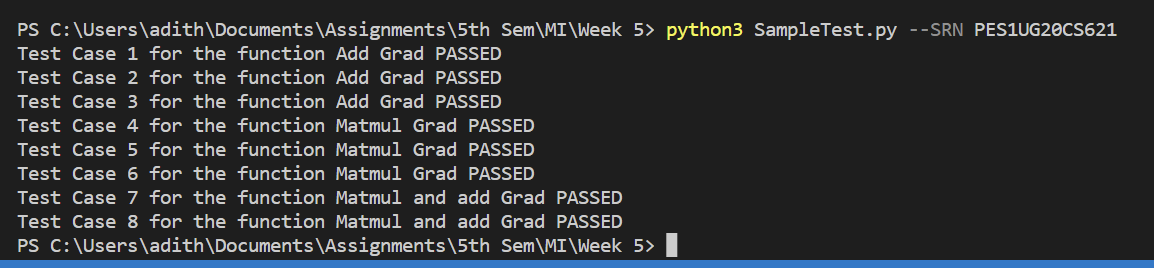 PS C:\Users\adith\Documents\Assignments\5th Sem\MI\Week 5> python3 SampleTest.py --SRN PES1UG20CS621
Test Case 1 for the function Add Grad PASSED
Test Case 2 for the function Add Grad PASSED
Test Case 3 for the function Add Grad PASSED
Test Case 4 for the function Matmul Grad PASSED
Test Case 5 for the function Matmul Grad PASSED
Test Case 6 for the function Matmul Grad PASSED
Test Case 7 for the function Matmul and add Grad PASSED
Test Case 8 for the function Matmul and add Grad PASSED
PS C:\Users\adith\Documents\Assignments\5th Sem\MI\Week 5>